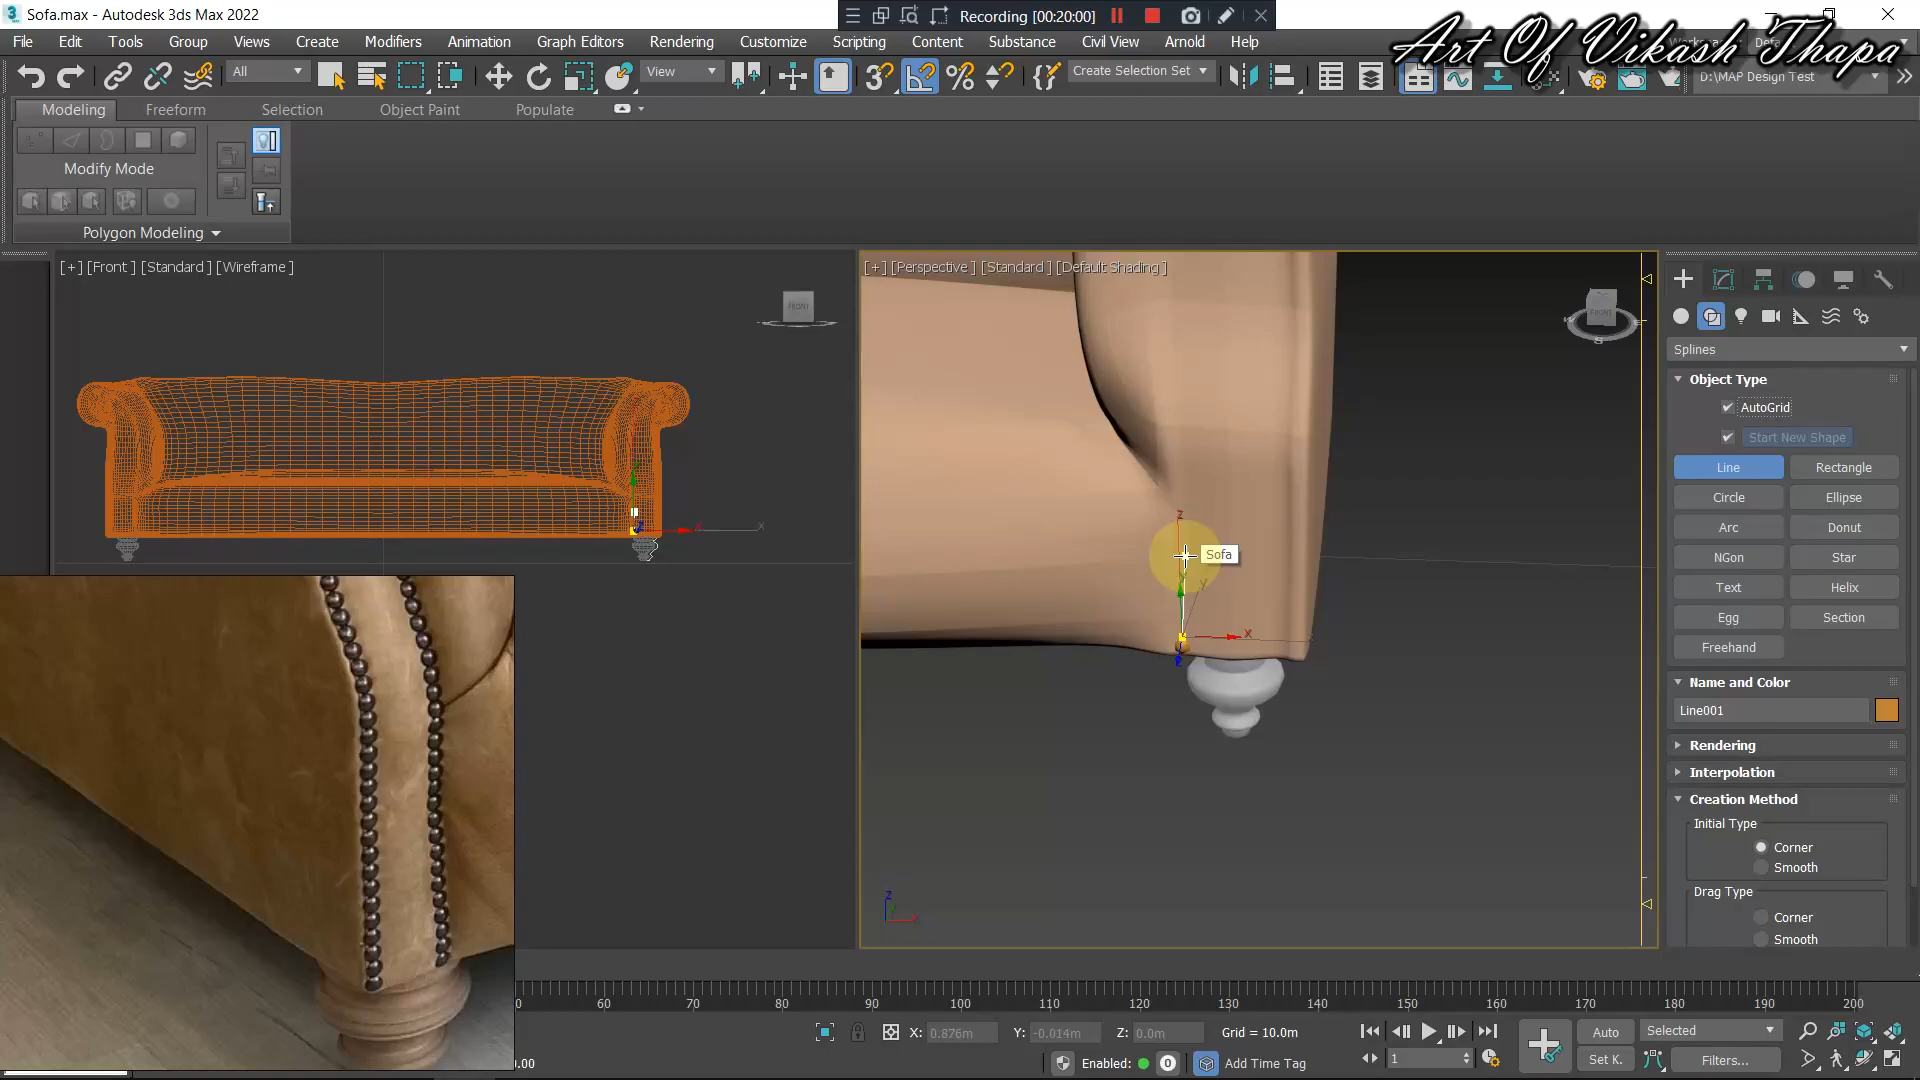 Sofa.max - Autodesk 3ds Max 2022
Recording [00:20:00]
Art Of Vikash Thapa
File Edit Tools Group Views Create Modifiers Animation Graph Editors Rendering Customize Scripting Content Substance Civil View Arnold Help
All
View
Create Selection Set
D:\MAP Design Test
Modeling Freeform Selection Object Paint Populate
Modify Mode
Polygon Modeling
[+] [Front ] [Standard ] [Wireframe ]
FRONT
[+] [Perspective ] [Standard ] [Default Shading ]
FRONT
S
Splines
Object Type
AutoGrid
Start New Shape
Line Rectangle
Circle Ellipse
Arc Donut
NGon Star
Text Helix
Egg Section
Freehand
Name and Color
Line001
Rendering
Interpolation
Creation Method
Initial Type
Corner
Smooth
Drag Type
Corner
Smooth
Sofa
z
x
y
x
z
x
60 70 80 90 100 110 120 130 140 150 160 170 180 190 200
X: 0.876m Y: -0.014m Z: 0.0m Grid = 10.0m
Auto Selected
0.00 Enabled: 0 Add Time Tag
1
Set K. Filters...